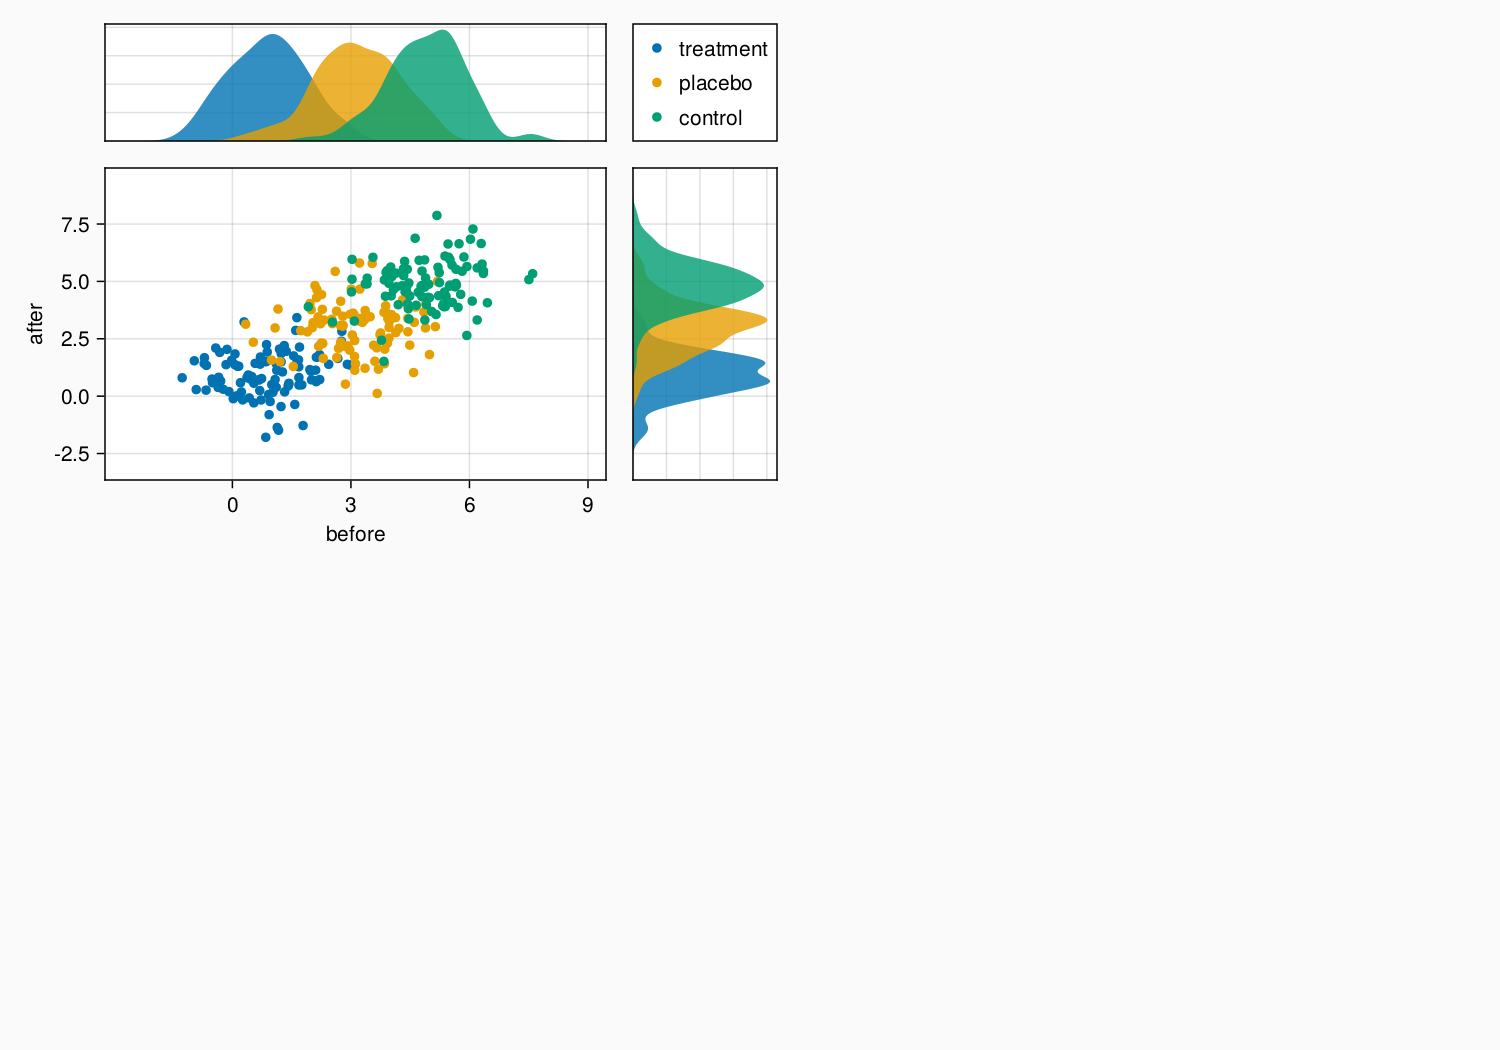 treatment
placebo
control
7.5
5.0
2.5
0.0
-2.5
after
0 3 6 9
before